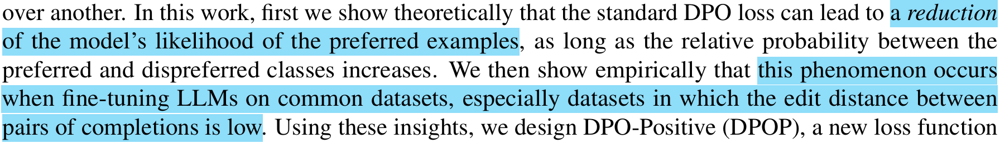 over another. In this work, first we show theoretically that the standard DPO loss can lead to a reduction
of the model's likelihood of the preferred examples, as long as the relative probability between the
preferred and dispreferred classes increases. We then show empirically that this phenomenon occurs
when fine-tuning LLMs on common datasets, especially datasets in which the edit distance between
pairs of completions is low. Using these insights, we design DPO-Positive (DPOP), a new loss function